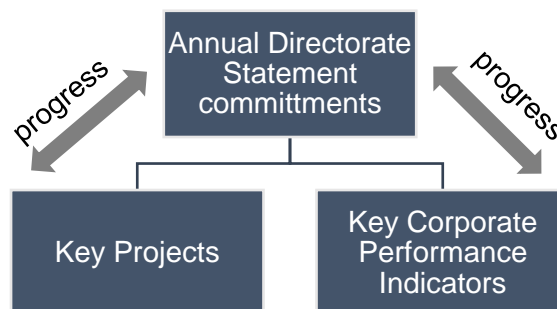 Annual Directorate
Statement
committments
progress
progress
Key Projects
Key Corporate
Performance
Indicators